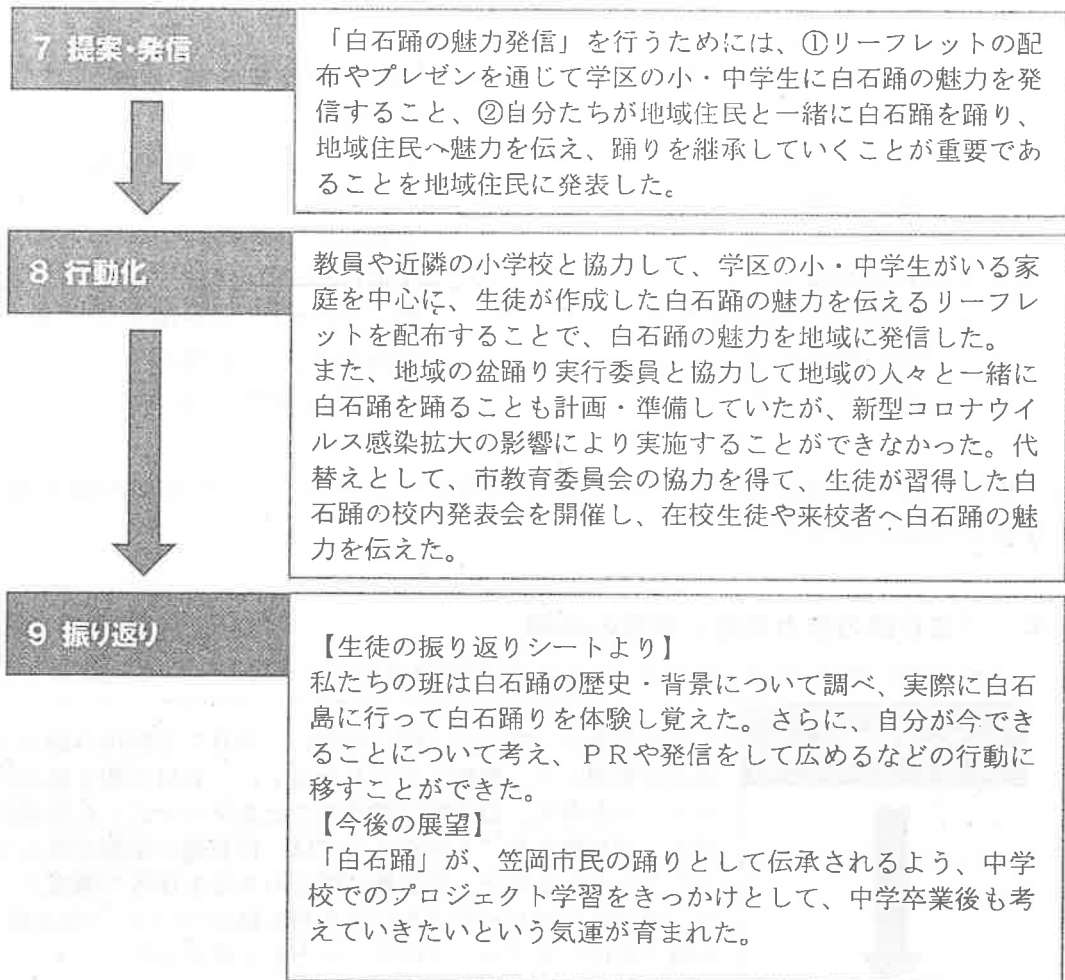 7 提案・発信
「白石踊の魅力発信」を行うためには、①リーフレットの配
布やプレゼンを通じて学区の小・中学生に白石踊の魅力を発
信すること、②自分たちが地域住民と一緒に白石踊を踊り、
地域住民へ魅力を伝え、踊りを継承していくことが重要であ
ることを地域住民に発表した。
8 行動化
教員や近隣の小学校と協力して、学区の小・中学生がいる家
庭を中心に、生徒が作成した白石踊の魅力を伝えるリーフレ
ットを配布することで、白石踊の魅力を地域に発信した。
また、地域の盆踊り実行委員と協力して地域の人々と一緒に
白石踊を踊ることも計画・準備していたが、新型コロナウイ
ルス感染拡大の影響により実施することができなかった。代
替えとして、市教育委員会の協力を得て、生徒が習得した白
石踊の校内発表会を開催し、在校生徒や来校者へ白石踊の魅
力を伝えた。
9 振り返り
【生徒の振り返りシートより】
私たちの班は白石踊の歴史・背景について調べ、実際に白石
島に行って白石踊りを体験し覚えた。さらに、自分が今でき
ることについて考え、ＰＲや発信をして広めるなどの行動に
移すことができた。
【今後の展望】
「白石踊」が、笠岡市民の踊りとして伝承されるよう、中学
校でのプロジェクト学習をきっかけとして、中学卒業後も考
えていきたいという気運が育まれた。